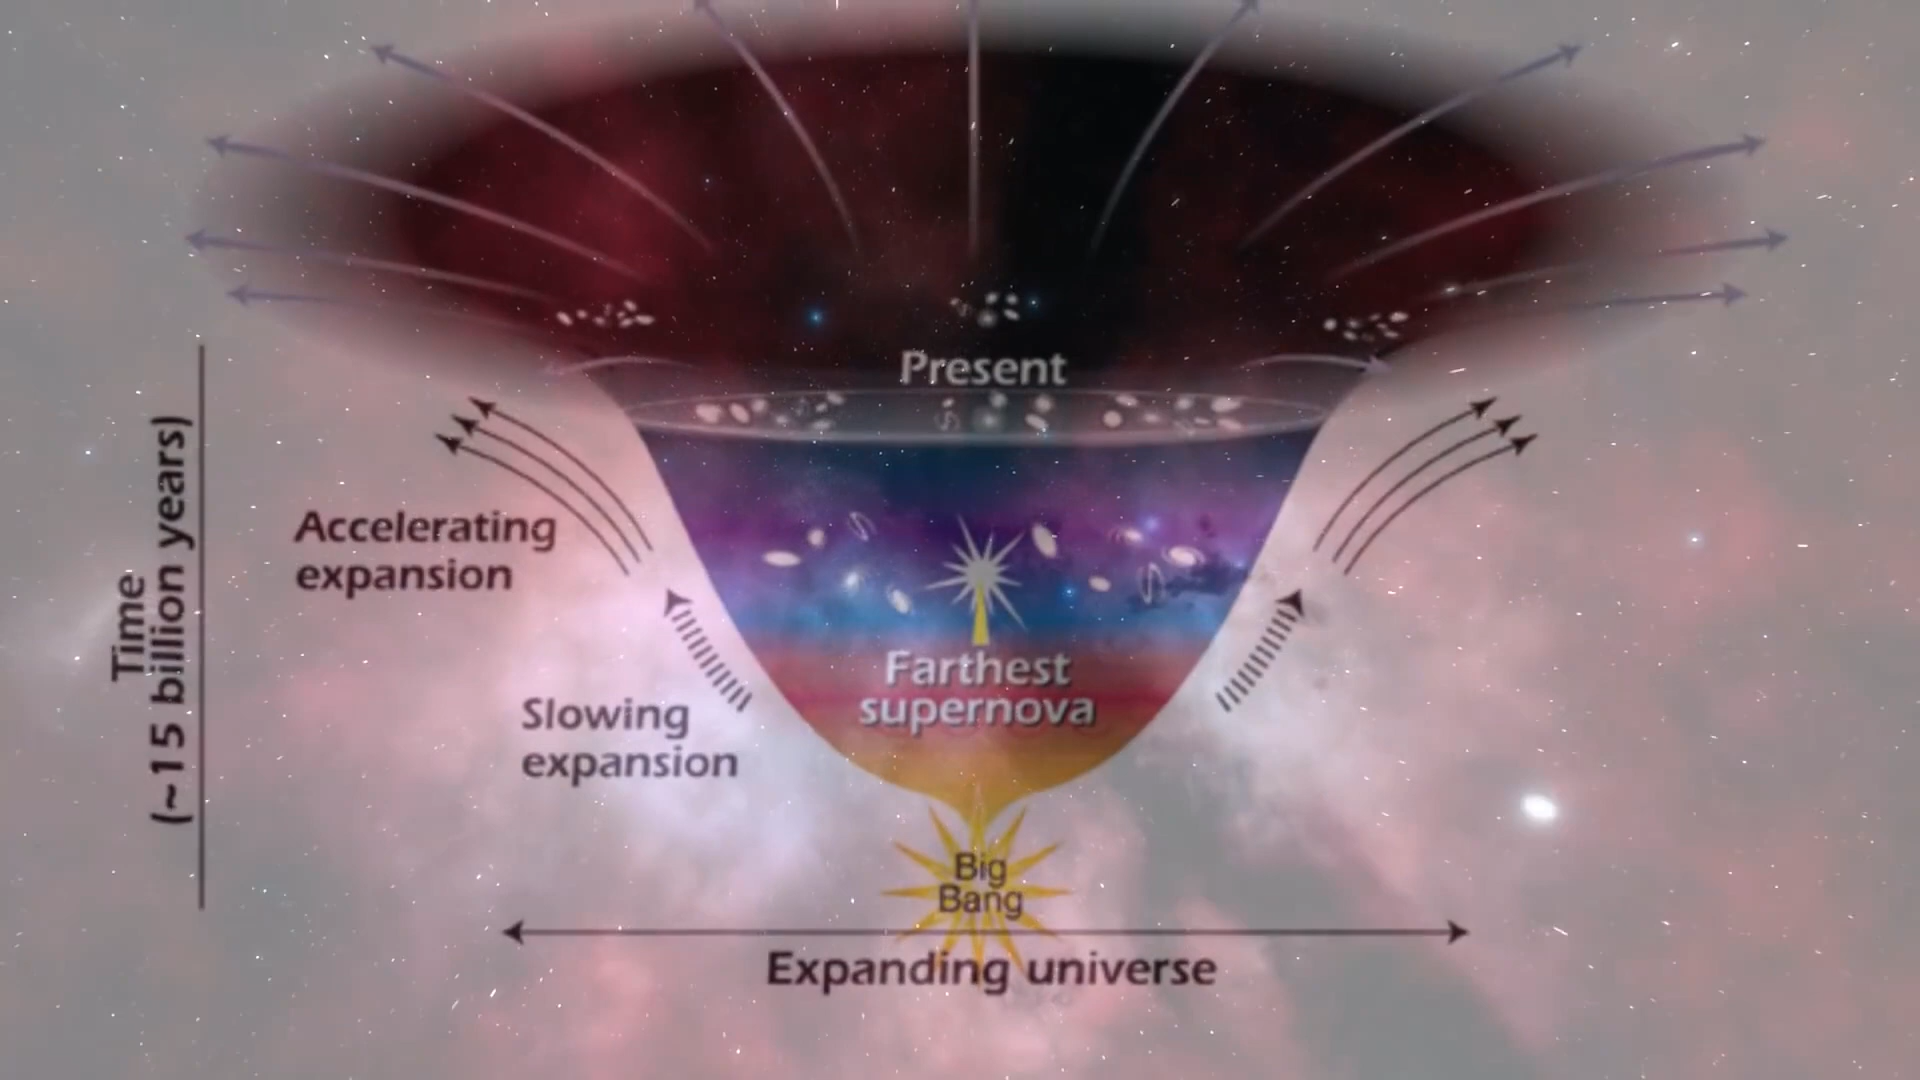 Present
Accelerating
expansion
Time
(~15 billion years)
Farthest
supernova
Slowing
expansion
Big
Bang
Expanding universe